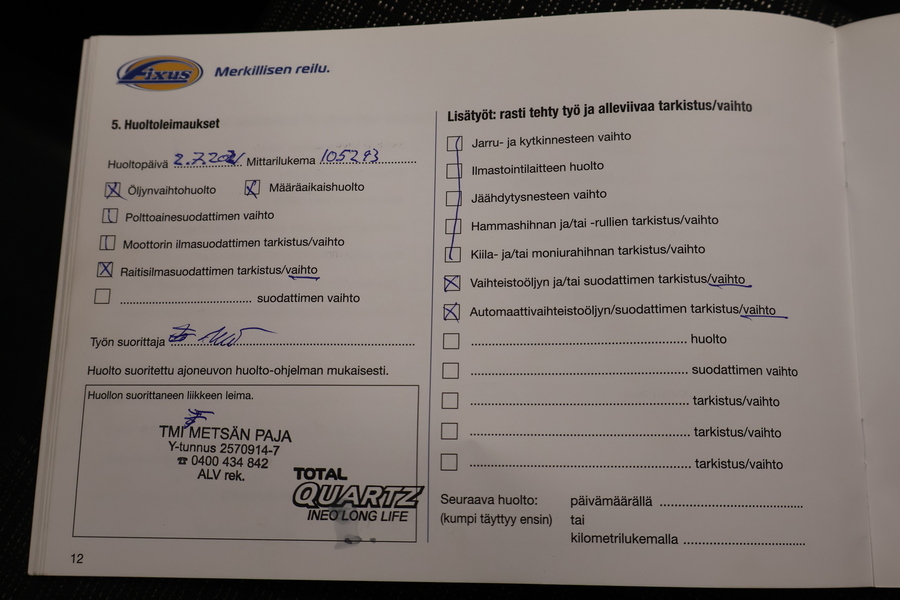 Fixus Merkillisen reilu.
5. Huoltoleimaukset
Huoltopäivä 2.7.2021 Mittarilukema 105293
Öljynvaihtohuolto Määräaikaishuolto
Polttoainesuodattimen vaihto
Moottorin ilmasuodattimen tarkistus/vaihto
Raitisilmasuodattimen tarkistus/vaihto
suodattimen vaihto
Työn suorittaja
Huolto suoritettu ajoneuvon huolto-ohjelman mukaisesti.
Huollon suorittaneen liikkeen leima.
TMI METSÄN PAJA
Y-tunnus 2570914-7
☎ 0400 434 842
ALV rek.
TOTAL
QUARTZ
INEO LONG LIFE
12
Lisätyöt: rasti tehty työ ja alleviivaa tarkistus/vaihto
Jarru- ja kytkinnesteen vaihto
Ilmastointilaitteen huolto
Jäähdytysnesteen vaihto
Hammashihnan ja/tai -rullien tarkistus/vaihto
Kiila- ja/tai moniurahihnan tarkistus/vaihto
Vaihteistoöljyn ja/tai suodattimen tarkistus/vaihto
Automaattivaihteistoöljyn/suodattimen tarkistus/vaihto
huolto
suodattimen vaihto
tarkistus/vaihto
tarkistus/vaihto
tarkistus/vaihto
Seuraava huolto: päivämäärällä
(kumpi täyttyy ensin) tai
kilometrilukemalla